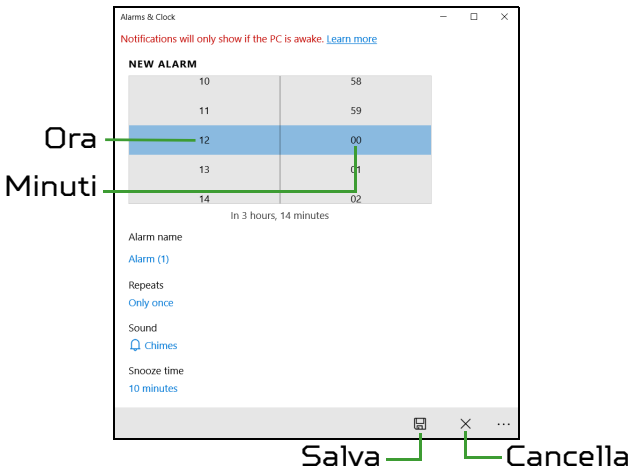 Alarms & Clock
Notifications will only show if the PC is awake. Learn more
NEW ALARM
10 58
11 59
Ora 12 00
13 01
Minuti
14 02
In 3 hours, 14 minutes
Alarm name
Alarm (1)
Repeats
Only once
Sound
Chimes
Snooze time
10 minutes
Salva Cancella